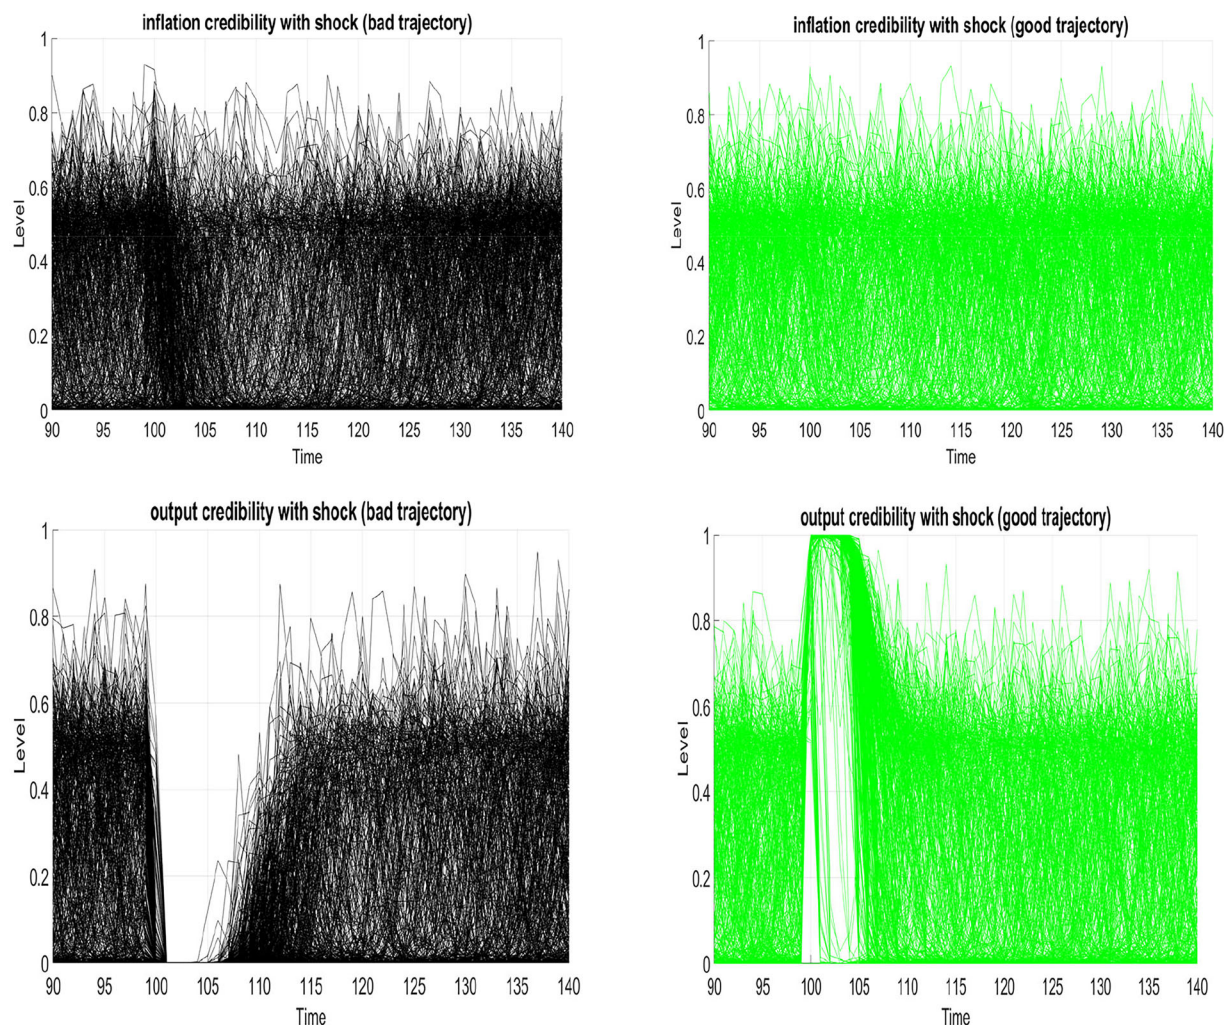 inflation credibility with shock (bad trajectory)
1
0.8
0.6
0.4
0.2
0
Level
90 95 100 105 110 115 120 125 130 135 140
Time
inflation credibility with shock (good trajectory)
1
0.8
0.6
0.4
0.2
0
Level
90 95 100 105 110 115 120 125 130 135 140
Time
output credibility with shock (bad trajectory)
1
0.8
0.6
0.4
0.2
0
Level
90 95 100 105 110 115 120 125 130 135 140
Time
output credibility with shock (good trajectory)
1
0.8
0.6
0.4
0.2
0
Level
90 95 100 105 110 115 120 125 130 135 140
Time